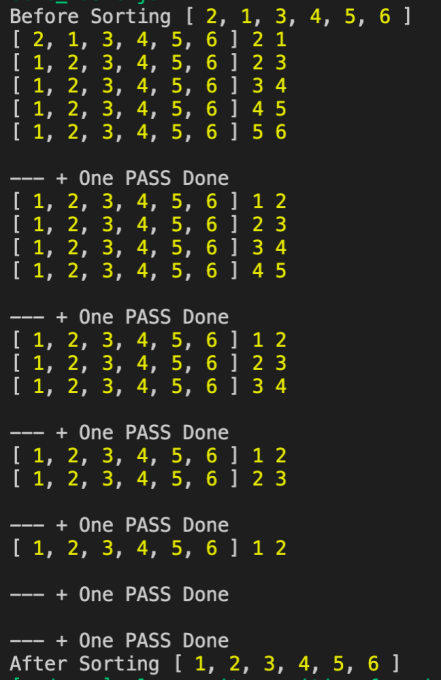 Before Sorting [ 2, 1, 3, 4, 5, 6 ]
[ 2, 1, 3, 4, 5, 6 ] 2 1
[ 1, 2, 3, 4, 5, 6 ] 2 3
[ 1, 2, 3, 4, 5, 6 ] 3 4
[ 1, 2, 3, 4, 5, 6 ] 4 5
[ 1, 2, 3, 4, 5, 6 ] 5 6

--- + One PASS Done
[ 1, 2, 3, 4, 5, 6 ] 1 2
[ 1, 2, 3, 4, 5, 6 ] 2 3
[ 1, 2, 3, 4, 5, 6 ] 3 4
[ 1, 2, 3, 4, 5, 6 ] 4 5

--- + One PASS Done
[ 1, 2, 3, 4, 5, 6 ] 1 2
[ 1, 2, 3, 4, 5, 6 ] 2 3
[ 1, 2, 3, 4, 5, 6 ] 3 4

--- + One PASS Done
[ 1, 2, 3, 4, 5, 6 ] 1 2
[ 1, 2, 3, 4, 5, 6 ] 2 3

--- + One PASS Done
[ 1, 2, 3, 4, 5, 6 ] 1 2

--- + One PASS Done

--- + One PASS Done
After Sorting [ 1, 2, 3, 4, 5, 6 ]